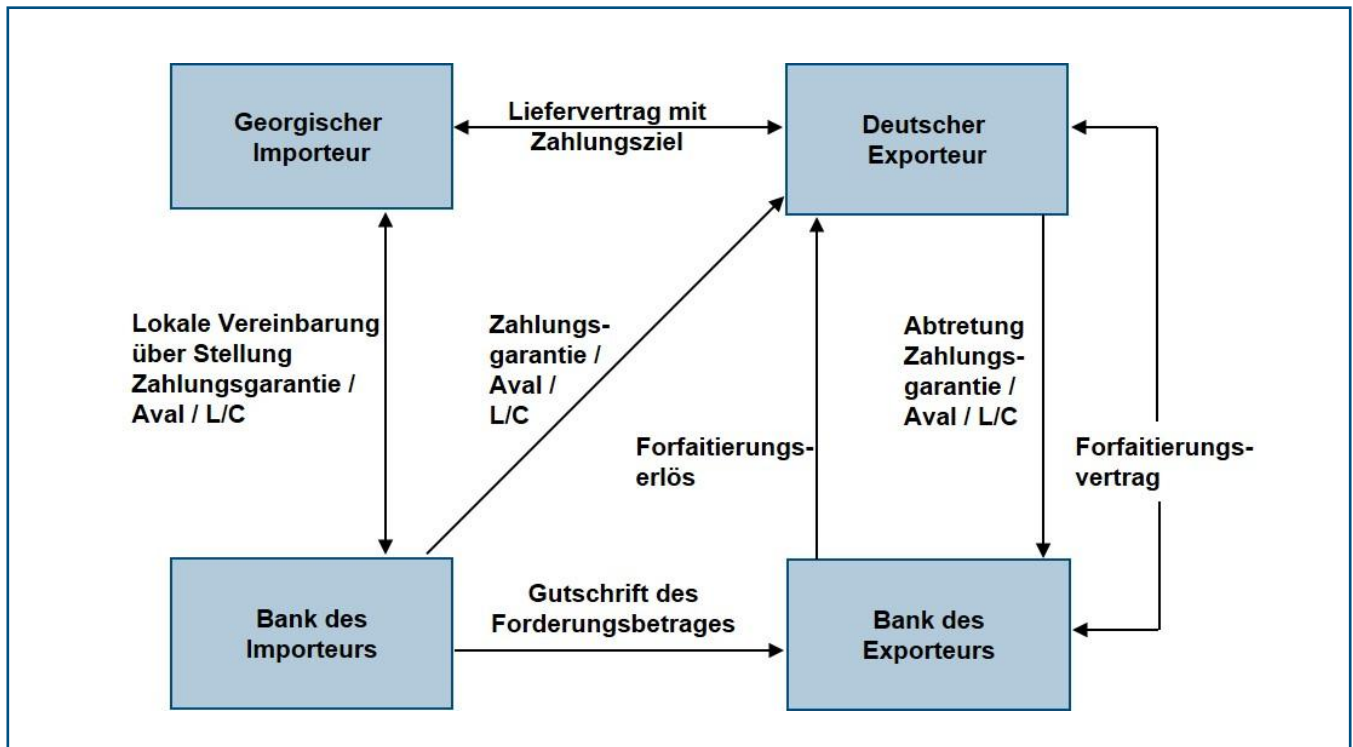 Georgischer
Importeur
Liefervertrag mit
Zahlungsziel
Deutscher
Exporteur
Lokale Vereinbarung
über Stellung
Zahlungsgarantie /
Aval / L/C
Zahlungs-
garantie /
Aval /
L/C
Forfaitierungs-
erlös
Abtretung
Zahlungs-
garantie /
Aval / L/C
Forfaitierungs-
vertrag
Bank des
Importeurs
Gutschrift des
Forderungsbetrages
Bank des
Exporteurs